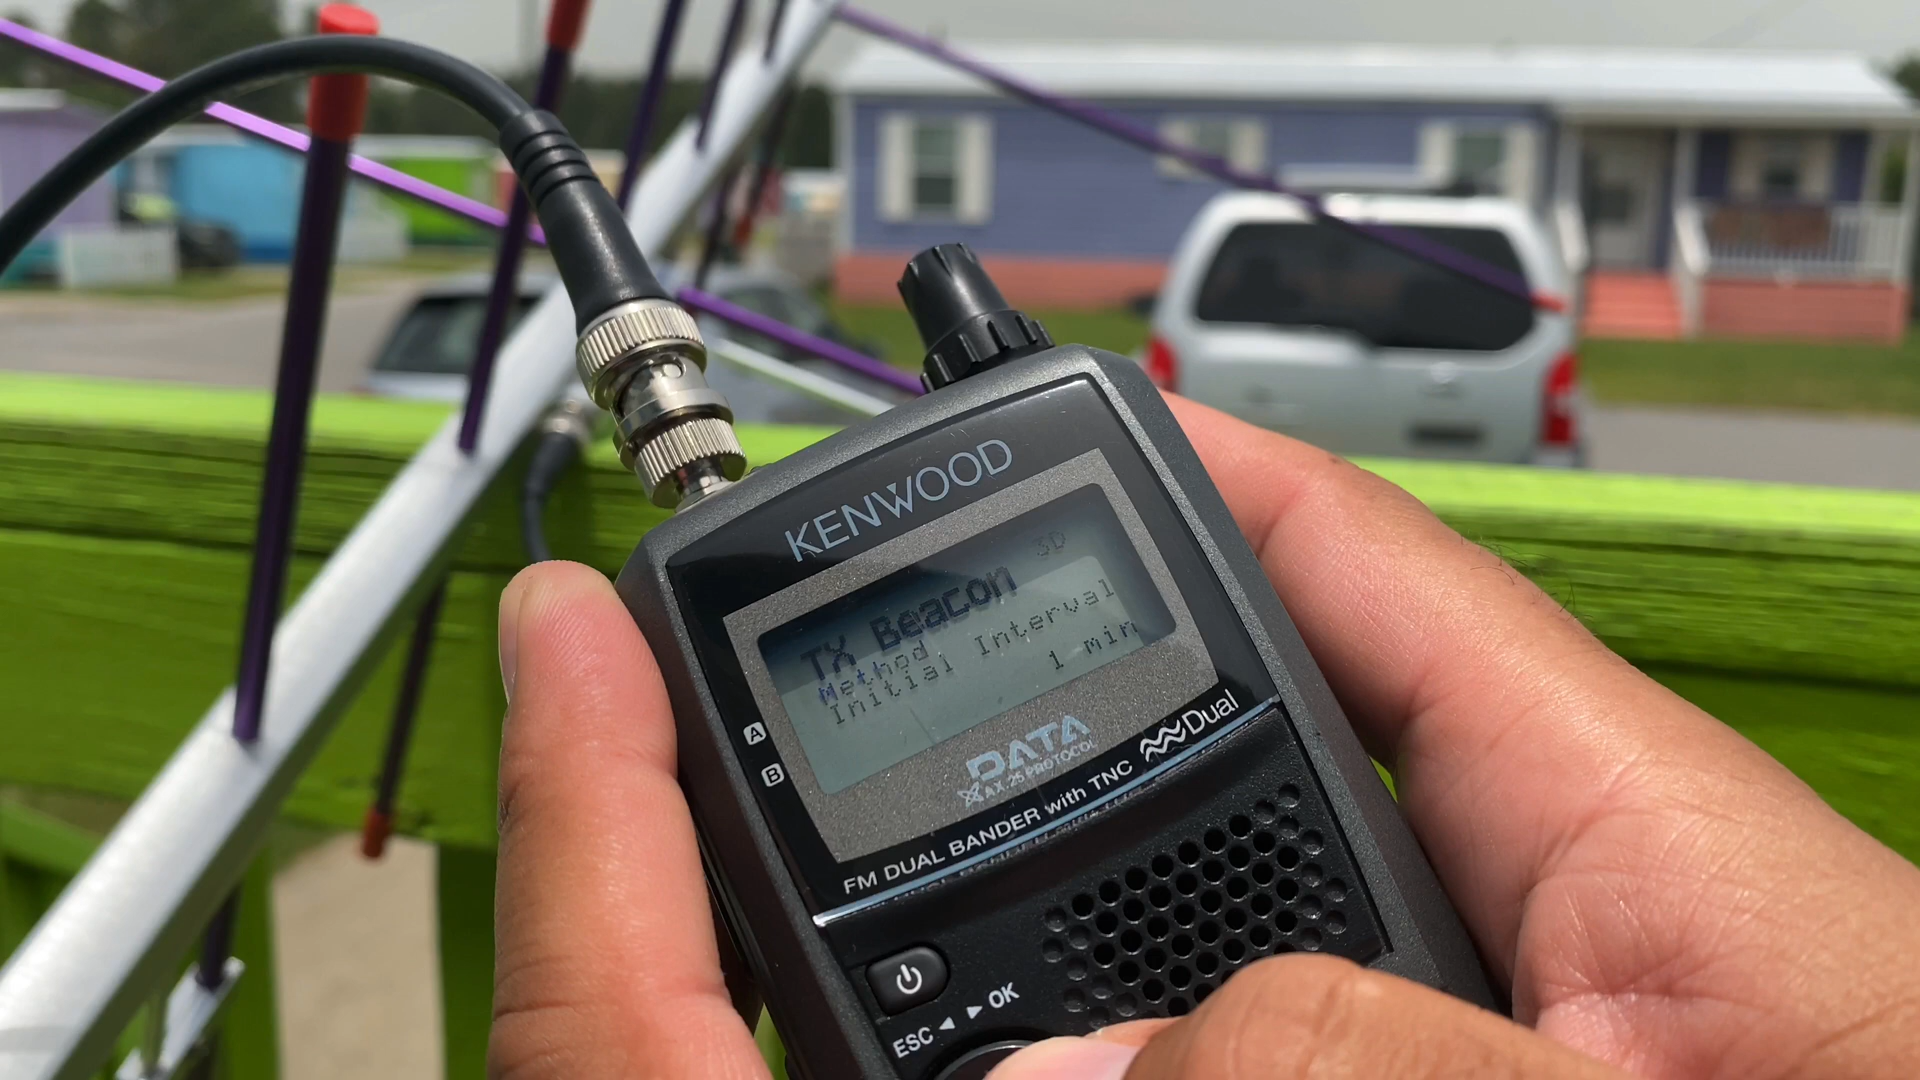 KENWOOD
3D
TX Beacon
Method
Initial Interval
1 min
A
B
DATA
AX.25 PROTOCOL
Dual
FM DUAL BANDER with TNC
ESC ◄ ► OK